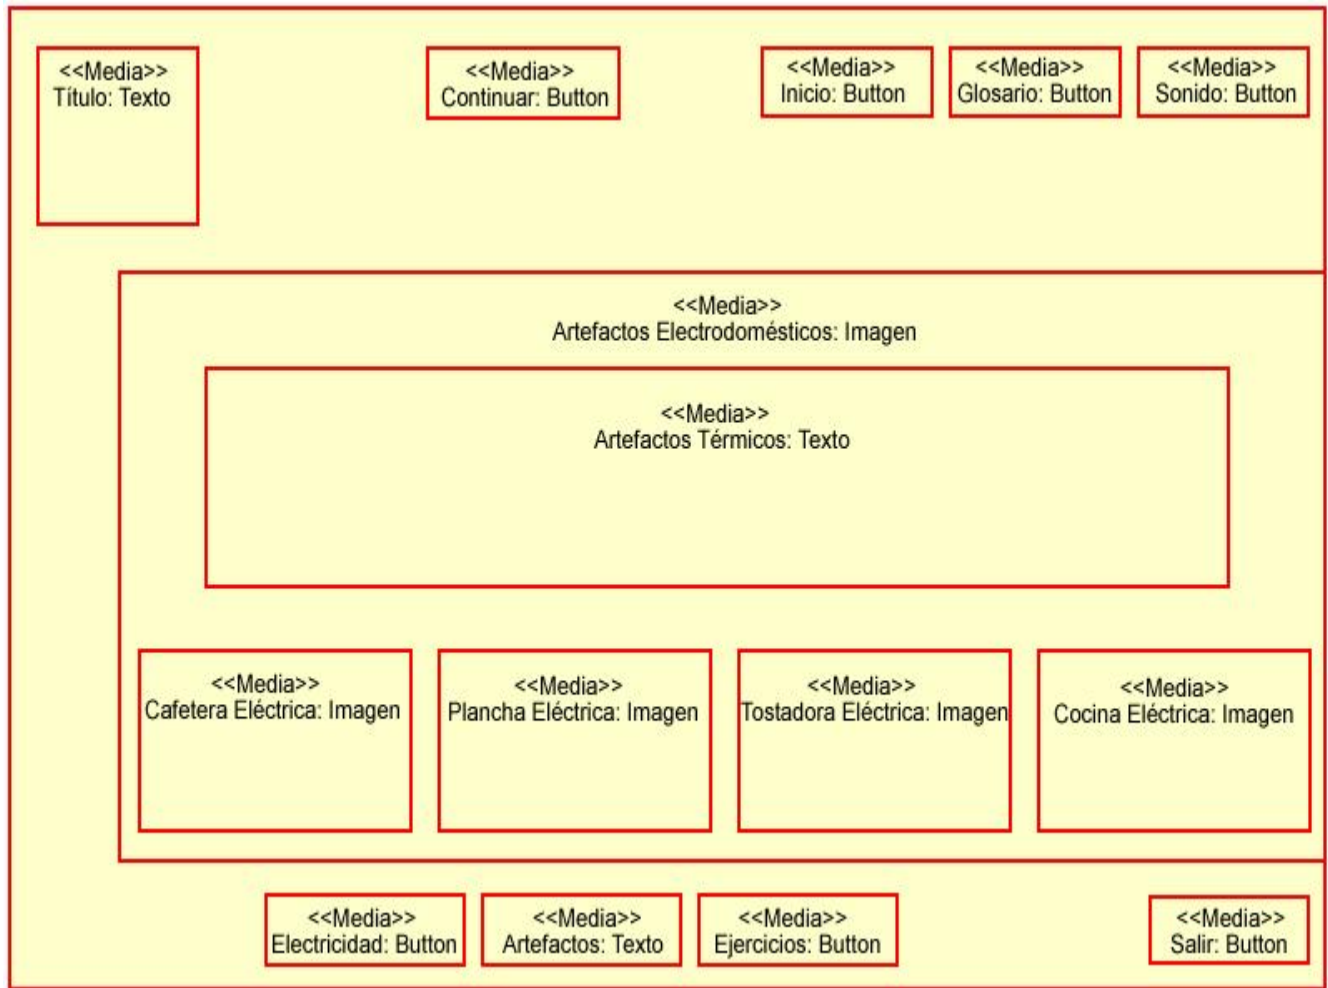 <<Media>>
Título: Texto
<<Media>>
Continuar: Button
<<Media>>
Inicio: Button
<<Media>>
Glosario: Button
<<Media>>
Sonido: Button
<<Media>>
Artefactos Electrodomésticos: Imagen
<<Media>>
Artefactos Térmicos: Texto
<<Media>>
Cafetera Eléctrica: Imagen
<<Media>>
Plancha Eléctrica: Imagen
<<Media>>
Tostadora Eléctrica: Imagen
<<Media>>
Cocina Eléctrica: Imagen
<<Media>>
Electricidad: Button
<<Media>>
Artefactos: Texto
<<Media>>
Ejercicios: Button
<<Media>>
Salir: Button